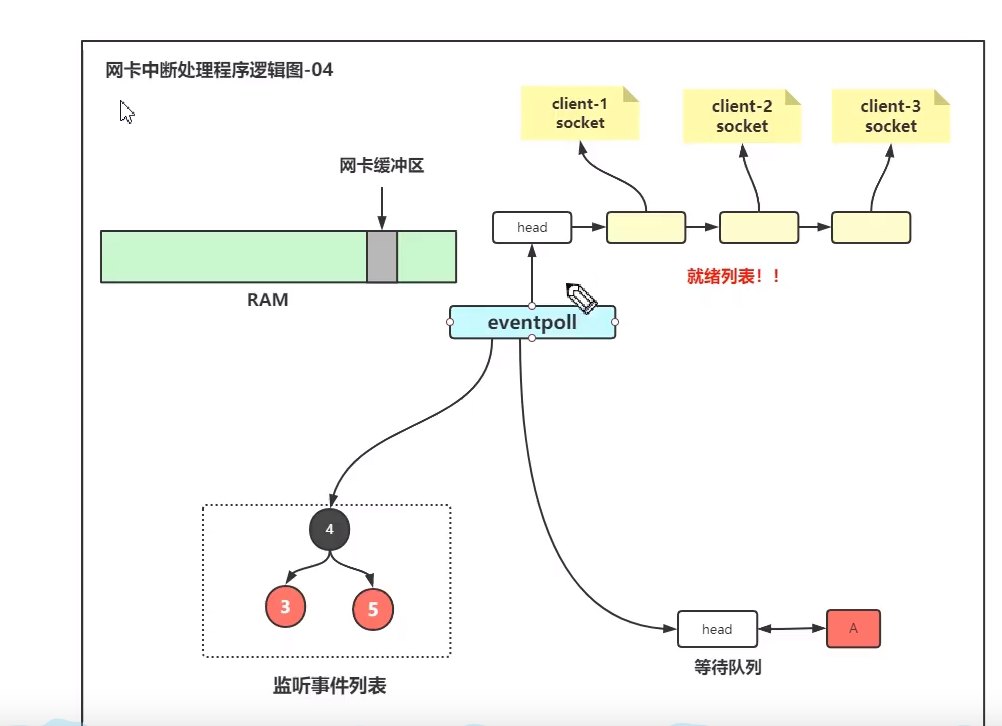 网卡中断处理程序逻辑图-04
client-1
socket
client-2
socket
client-3
socket
网卡缓冲区
head
就绪列表！！
RAM
eventpoll
4
3
5
head
A
等待队列
监听事件列表